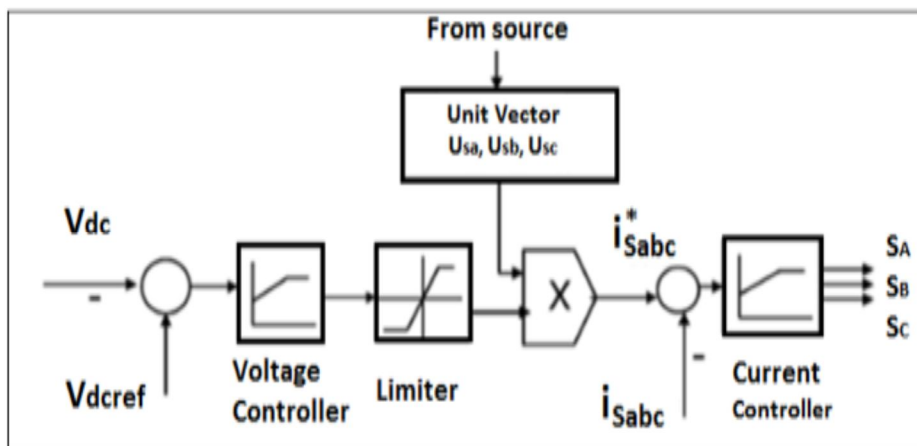 From source
Unit Vector
Usa, Usb, Usc
Vdc
-
Vdcref
Voltage
Controller
Limiter
X
i*Sabc
-
iSabc
Current
Controller
SA
SB
SC